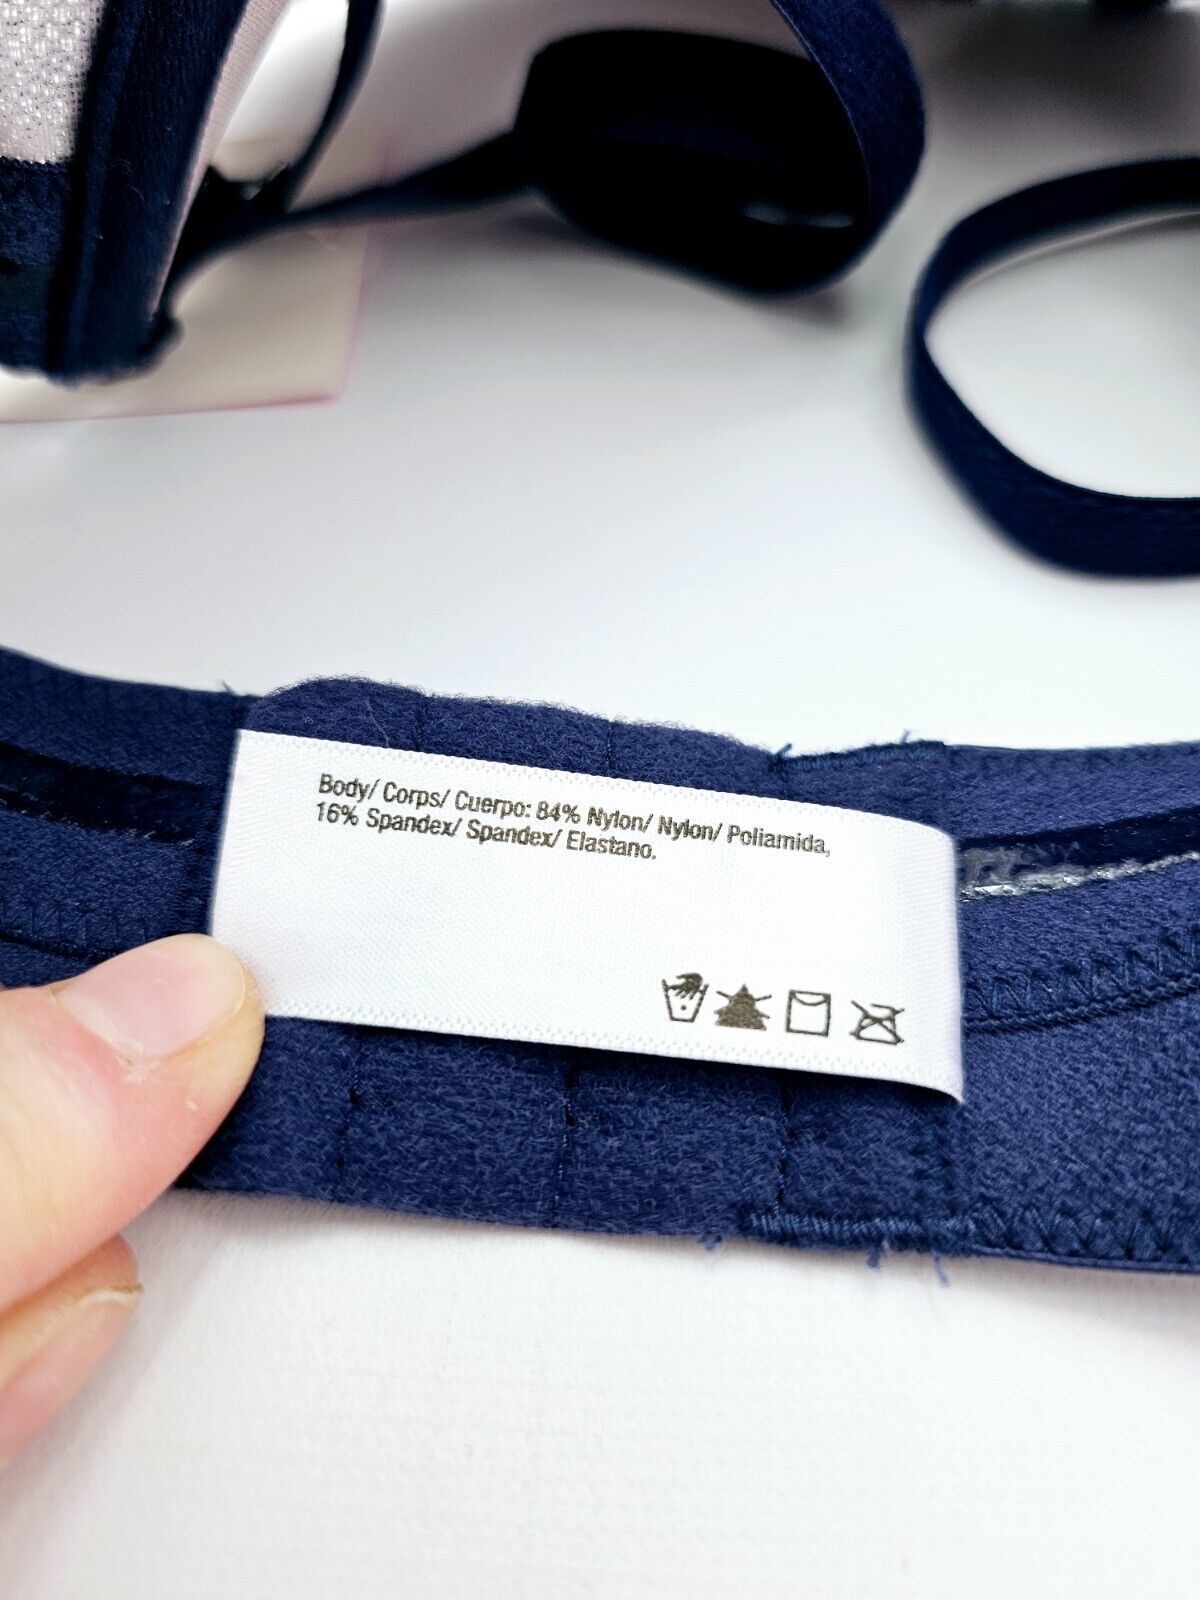 Body/ Corps/ Cuerpo: 84% Nylon/ Nylon/ Poliamida,
16% Spandex/ Spandex/ Elastano.